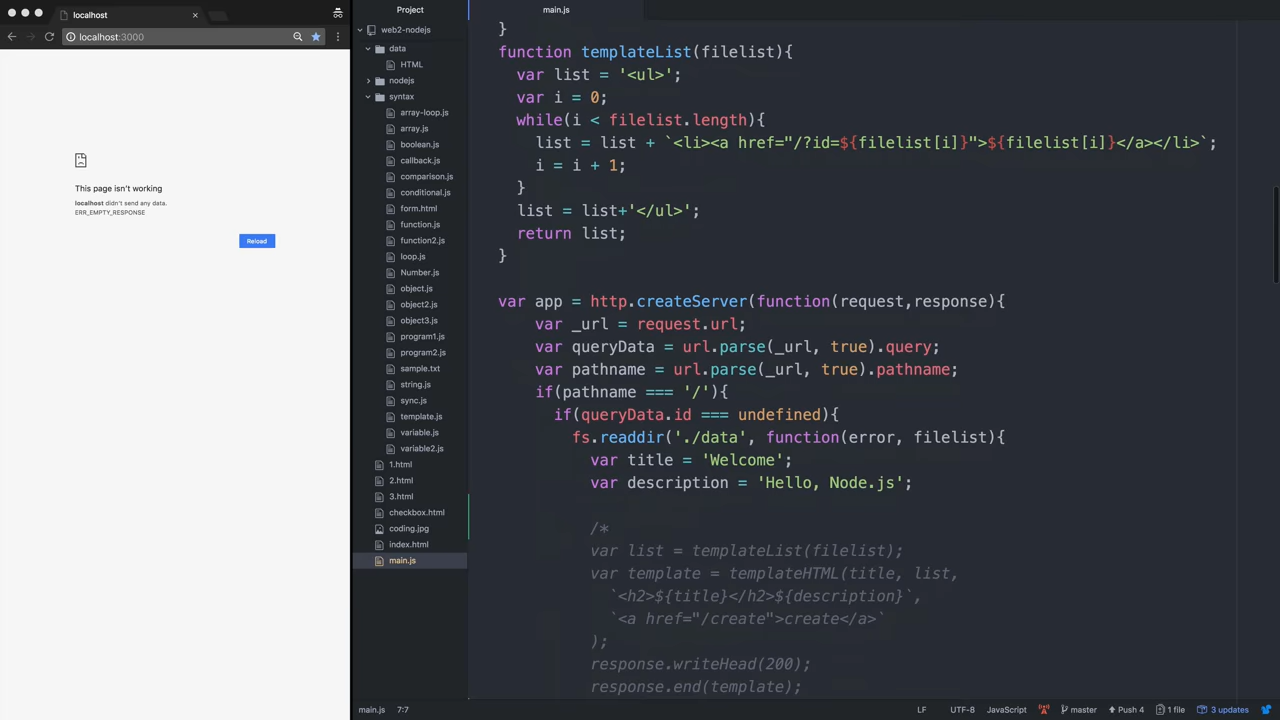 localhost
localhost:3000
This page isn't working
localhost didn't send any data.
ERR_EMPTY_RESPONSE
Reload
Project
web2-nodejs
data
HTML
nodejs
syntax
array-loop.js
array.js
boolean.js
callback.js
comparison.js
conditional.js
form.html
function.js
function2.js
loop.js
Number.js
object.js
object2.js
object3.js
program1.js
program2.js
sample.txt
string.js
sync.js
template.js
variable.js
variable2.js
1.html
2.html
3.html
checkbox.html
coding.jpg
index.html
main.js
main.js
}
function templateList(filelist){
var list = '<ul>';
var i = 0;
while(i < filelist.length){
list = list + `<li><a href="/?id=${filelist[i]}">${filelist[i]}</a></li>`;
i = i + 1;
}
list = list+'</ul>';
return list;
}
var app = http.createServer(function(request,response){
var _url = request.url;
var queryData = url.parse(_url, true).query;
var pathname = url.parse(_url, true).pathname;
if(pathname === '/'){
if(queryData.id === undefined){
fs.readdir('./data', function(error, filelist){
var title = 'Welcome';
var description = 'Hello, Node.js';
/*
var list = templateList(filelist);
var template = templateHTML(title, list,
`<h2>${title}</h2>${description}`,
`<a href="/create">create</a>`
);
response.writeHead(200);
response.end(template);
main.js 7:7 LF UTF-8 JavaScript master Push 4 1 file 3 updates